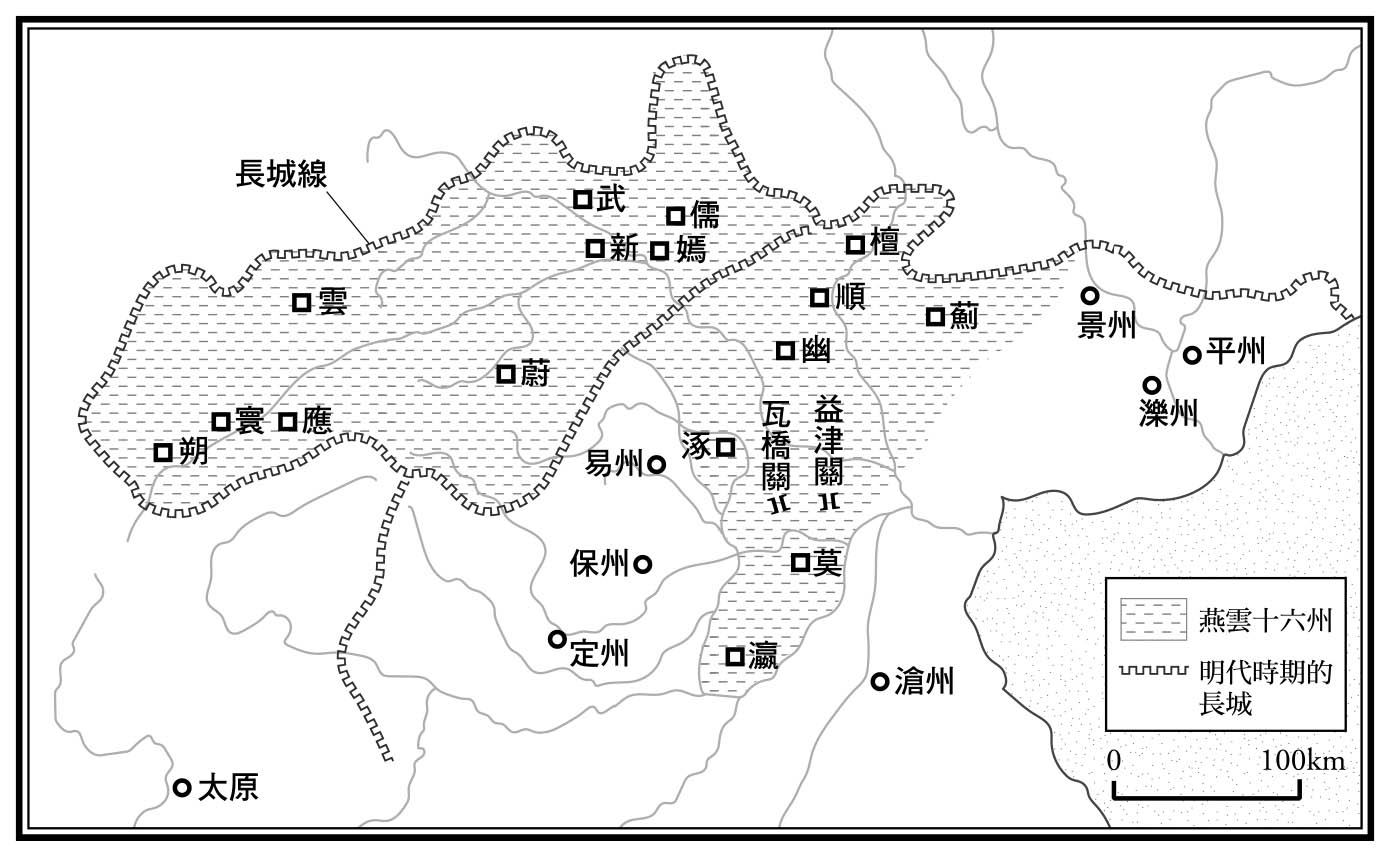 長城線
武
儒
新
嬀
檀
雲
順
薊
景州
幽
平州
蔚
灤州
寰
應
瓦橋關
益津關
朔
涿
易州
保州
莫
定州
瀛
滄州
太原
燕雲十六州
明代時期的
長城
0
100km